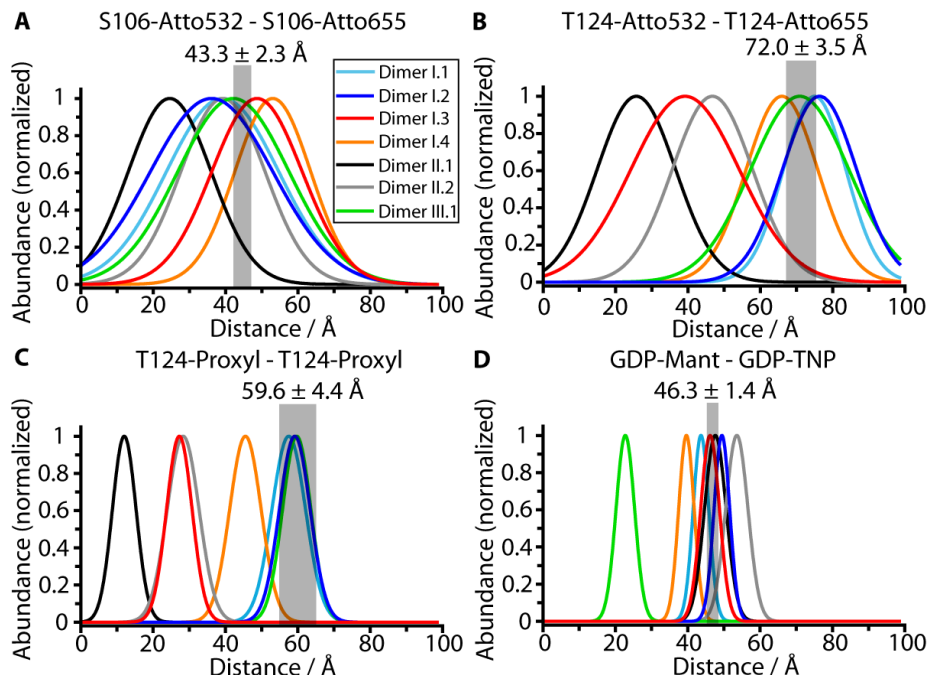 A
S106-Atto532 - S106-Atto655
43.3 ± 2.3 Å
Abundance (normalized)
1
0.8
0.6
0.4
0.2
0
0 20 40 60 80 100
Distance / Å
Dimer I.1
Dimer I.2
Dimer I.3
Dimer I.4
Dimer II.1
Dimer II.2
Dimer III.1
B
T124-Atto532 - T124-Atto655
72.0 ± 3.5 Å
Abundance (normalized)
1
0.8
0.6
0.4
0.2
0
0 20 40 60 80 100
Distance / Å
C
T124-Proxyl - T124-Proxyl
59.6 ± 4.4 Å
Abundance (normalized)
1
0.8
0.6
0.4
0.2
0
0 20 40 60 80 100
Distance / Å
D
GDP-Mant - GDP-TNP
46.3 ± 1.4 Å
Abundance (normalized)
1
0.8
0.6
0.4
0.2
0
0 20 40 60 80 100
Distance / Å